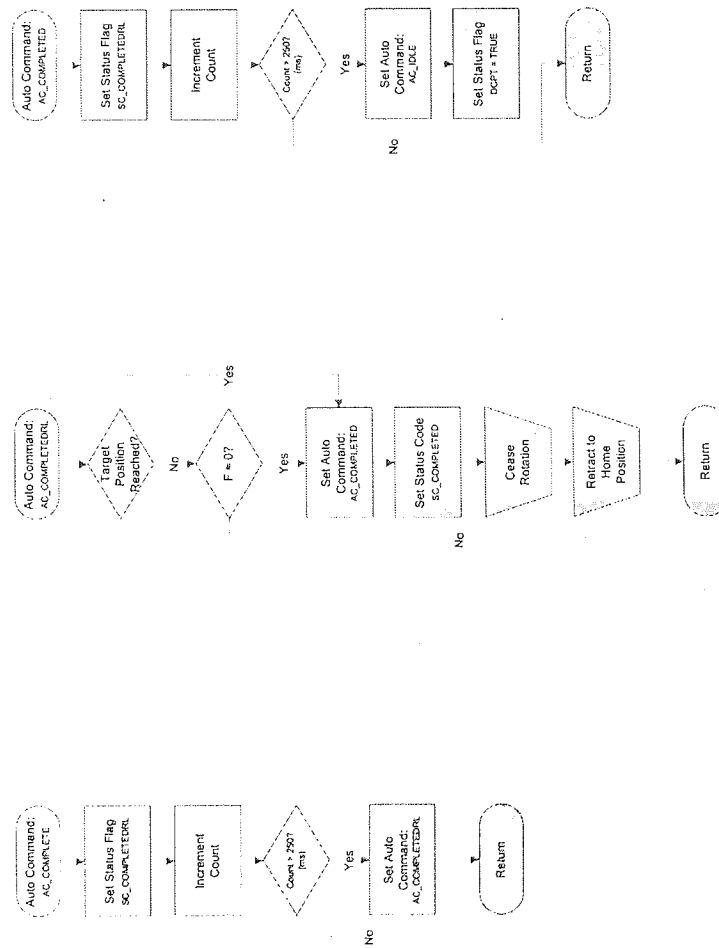 Auto Command:
AC_COMPLETE
Set Status Flag
SC_COMPLETEDRL
Increment
Count
Count > 250?
(ms)
Yes
No
Set Auto
Command:
AC_COMPLETEDRL
Return
Auto Command:
AC_COMPLETEDRL
Target
Position
Reached?
No
Yes
F = 0?
Yes
No
Set Auto
Command:
AC_COMPLETED
Set Status Code
SC_COMPLETED
Cease
Rotation
Retract to
Home
Position
Return
Auto Command:
AC_COMPLETED
Set Status Flag
SC_COMPLETEDRL
Increment
Count
Count > 250?
(ms)
Yes
No
Set Auto
Command:
AC_IDLE
Set Status Flag
DCPT = TRUE
Return